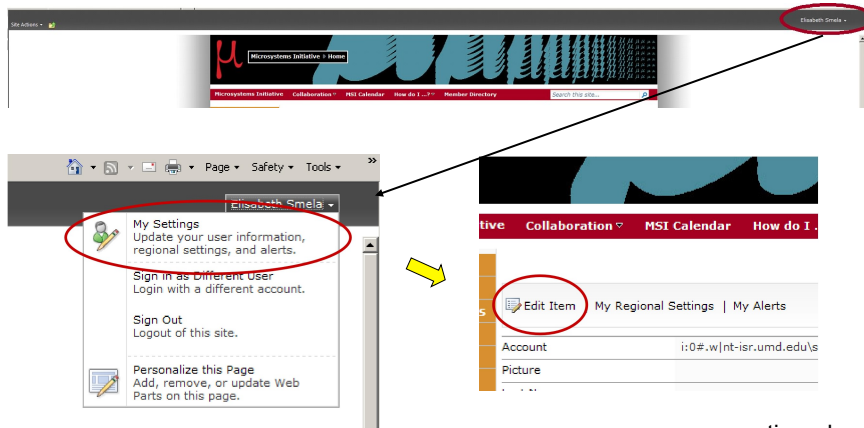 Site Actions
Elisabeth Smela
μ
Microsystems Initiative › Home
Microsystems Initiative Collaboration MSI Calendar How do I ...? Member Directory Search this site...
Page Safety Tools »
Elisabeth Smela
My Settings
Update your user information,
regional settings, and alerts.
Sign in as Different User
Login with a different account.
Sign Out
Logout of this site.
Personalize this Page
Add, remove, or update Web
Parts on this page.
tive Collaboration MSI Calendar How do I .
s
Edit Item My Regional Settings | My Alerts
Account i:0#.w|nt-isr.umd.edu\s
Picture